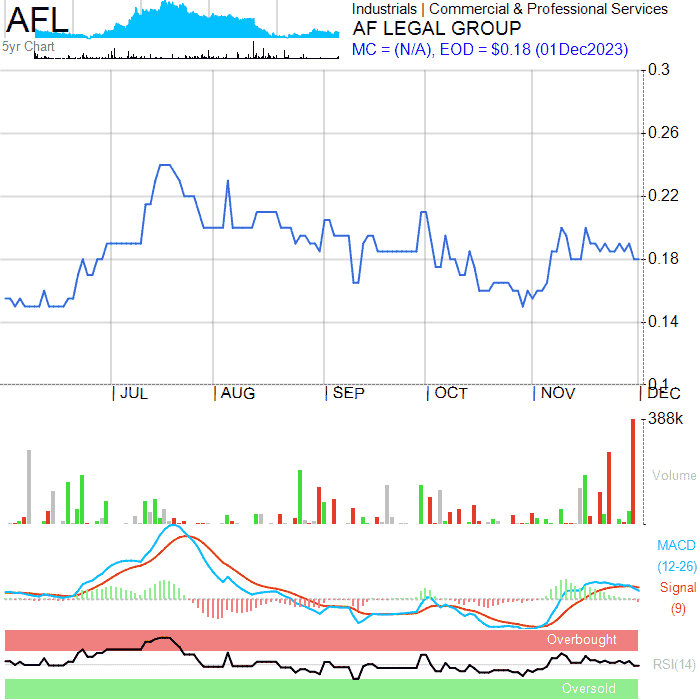 AFL
5yr Chart
Industrials | Commercial & Professional Services
AF LEGAL GROUP
MC = (N/A), EOD = $0.18 (01Dec2023)
0.3
0.26
0.22
0.18
0.14
0.1
JUL
AUG
SEP
OCT
NOV
DEC
388k
Volume
MACD
(12-26)
Signal
(9)
Overbought
RSI(14)
Oversold